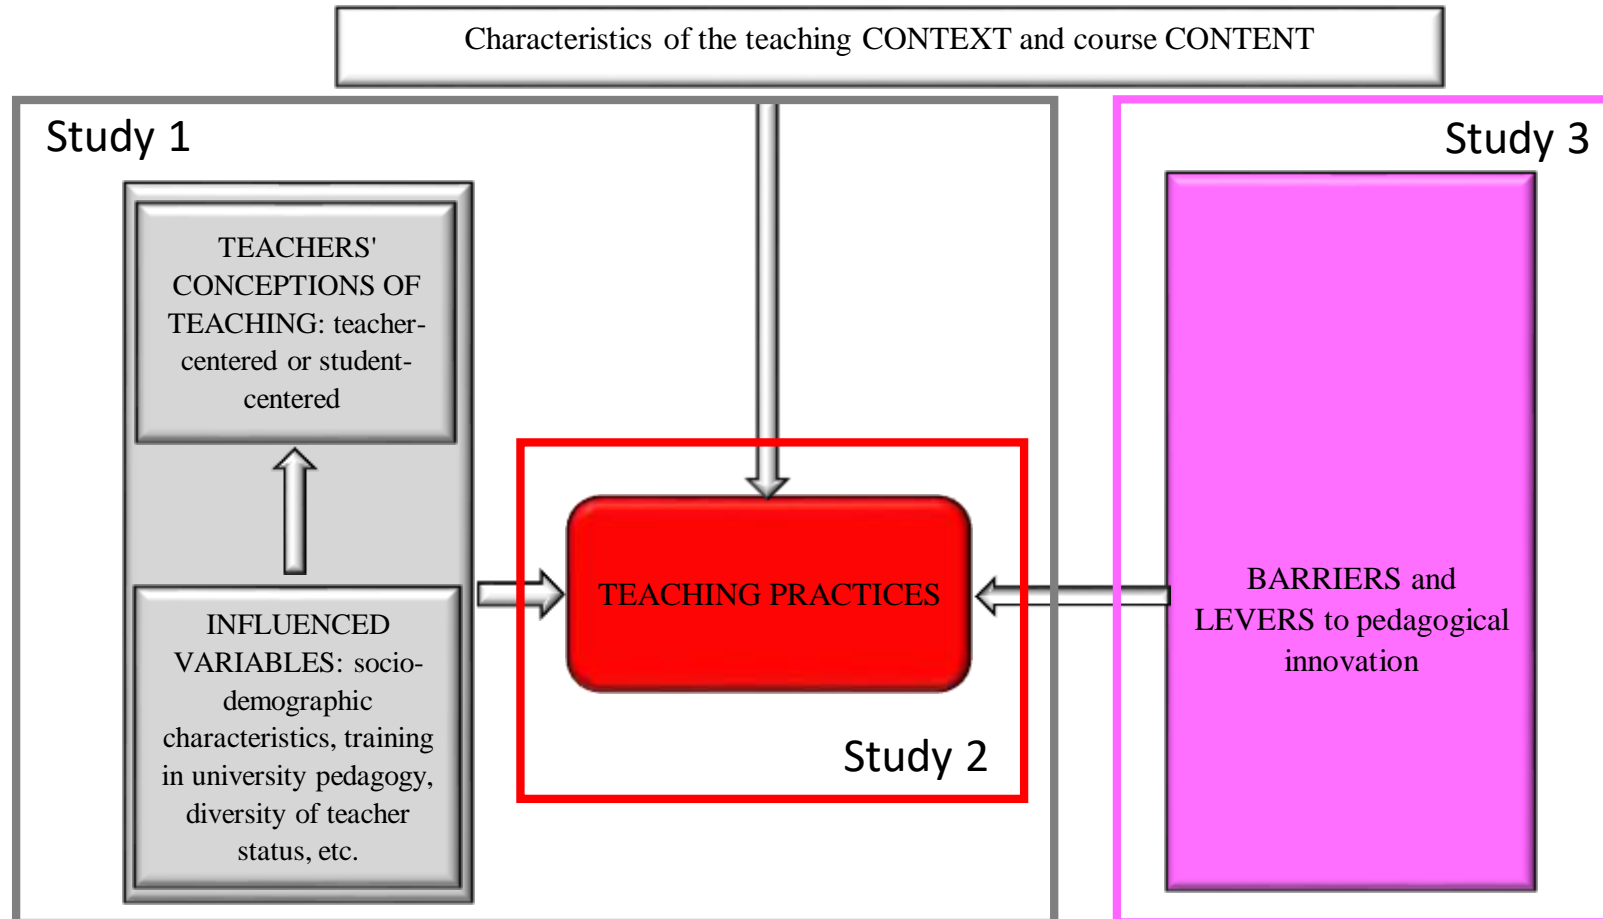 Characteristics of the teaching CONTEXT and course CONTENT
Study 1
TEACHERS'
CONCEPTIONS OF
TEACHING: teacher-
centered or student-
centered
INFLUENCED
VARIABLES: socio-
demographic
characteristics, training
in university pedagogy,
diversity of teacher
status, etc.
TEACHING PRACTICES
Study 2
Study 3
BARRIERS and
LEVERS to pedagogical
innovation